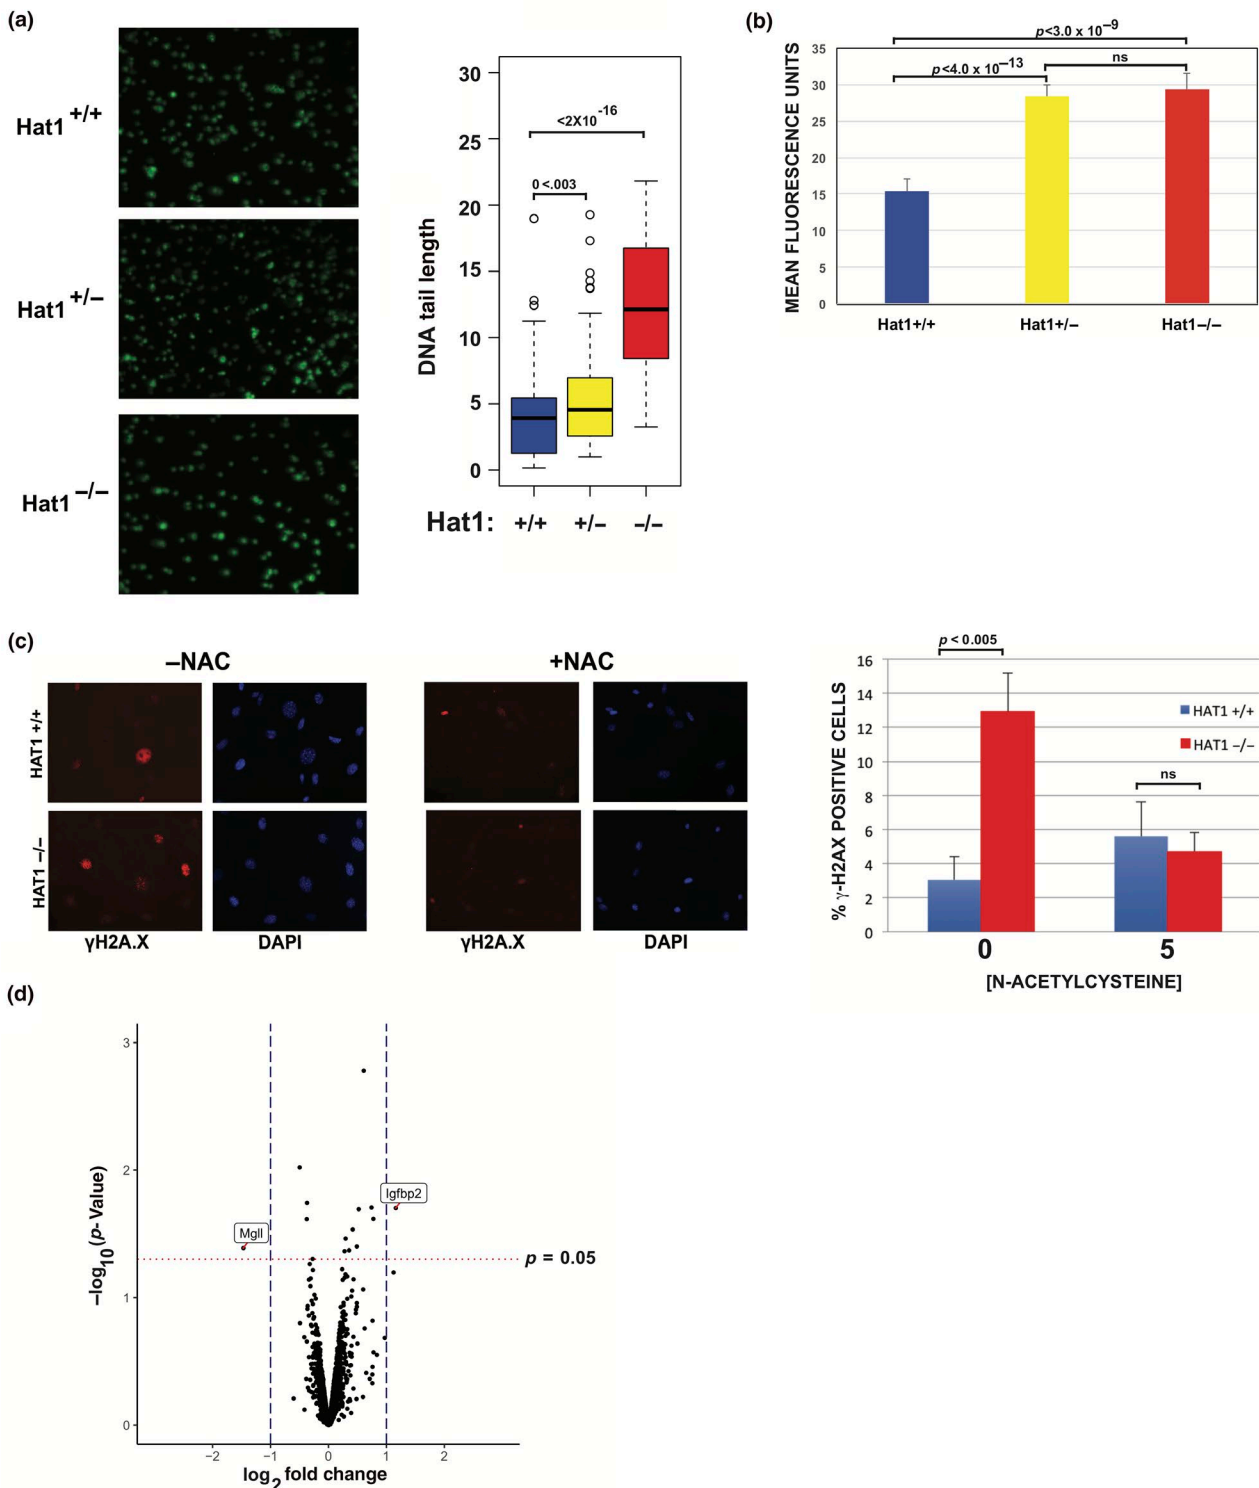 (a)
Hat1 +/+
Hat1 +/–
Hat1 –/–
DNA tail length
30
25
20
15
10
5
0
<2X10 -16
0 <.003
Hat1: +/+ +/– –/–
(b)
MEAN FLUORESCENCE UNITS
35
30
25
20
15
10
5
0
p<3.0 x 10 –9
p<4.0 x 10 –13
ns
Hat1+/+ Hat1+/– Hat1–/–
(c)
–NAC +NAC
HAT1 +/+
HAT1 –/–
γH2A.X DAPI γH2A.X DAPI
% γ-H2AX POSITIVE CELLS
16
14
12
10
8
6
4
2
0
p < 0.005
HAT1 +/+
HAT1 –/–
ns
0 5
[N-ACETYLCYSTEINE]
(d)
–log10(p-Value)
3
2
1
0
Igfbp2
Mgll
p = 0.05
–2 –1 0 1 2
log2 fold change